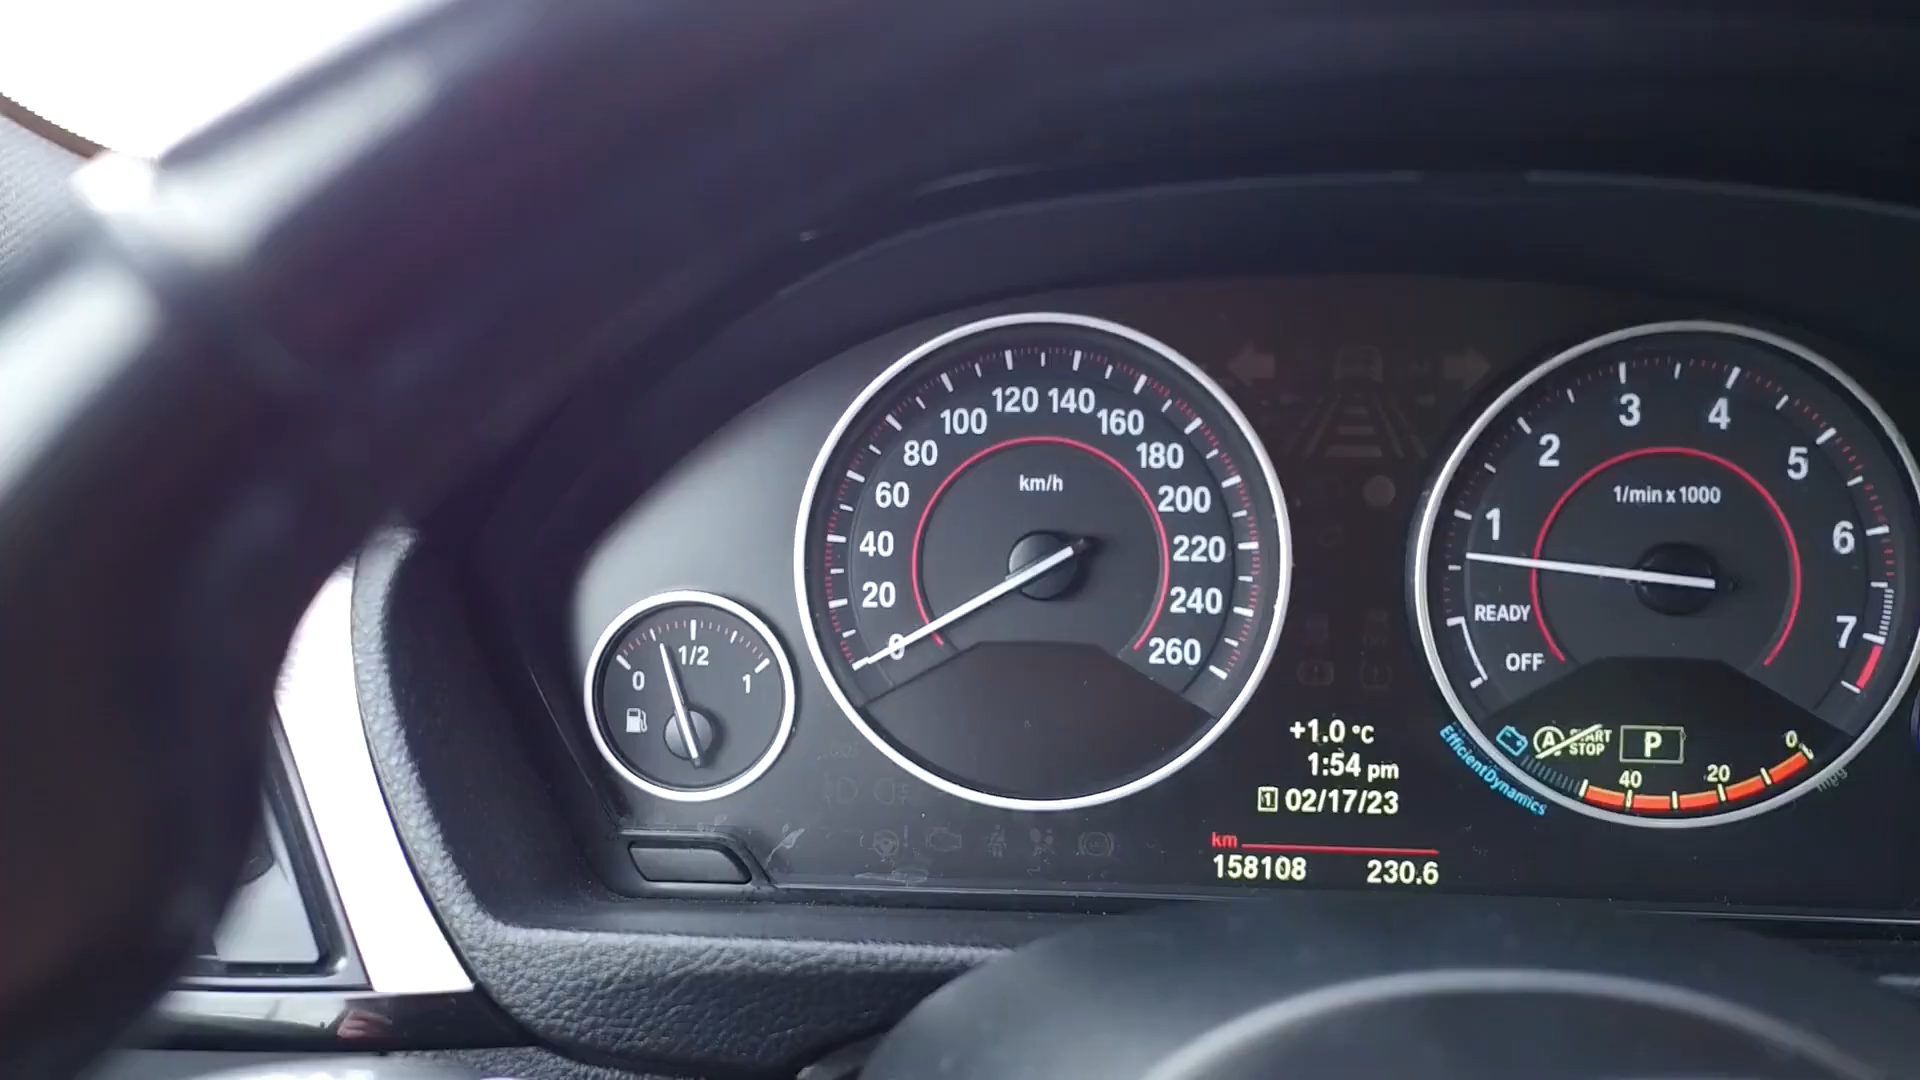 0
1/2
1
km/h
0
20
40
60
80
100
120
140
160
180
200
220
240
260
+1.0 °C
1:54 pm
1 02/17/23
km
158108 230.6
1/min x 1000
OFF
READY
1
2
3
4
5
6
7
EfficientDynamics
A START
STOP
P
40
20
0
mpg